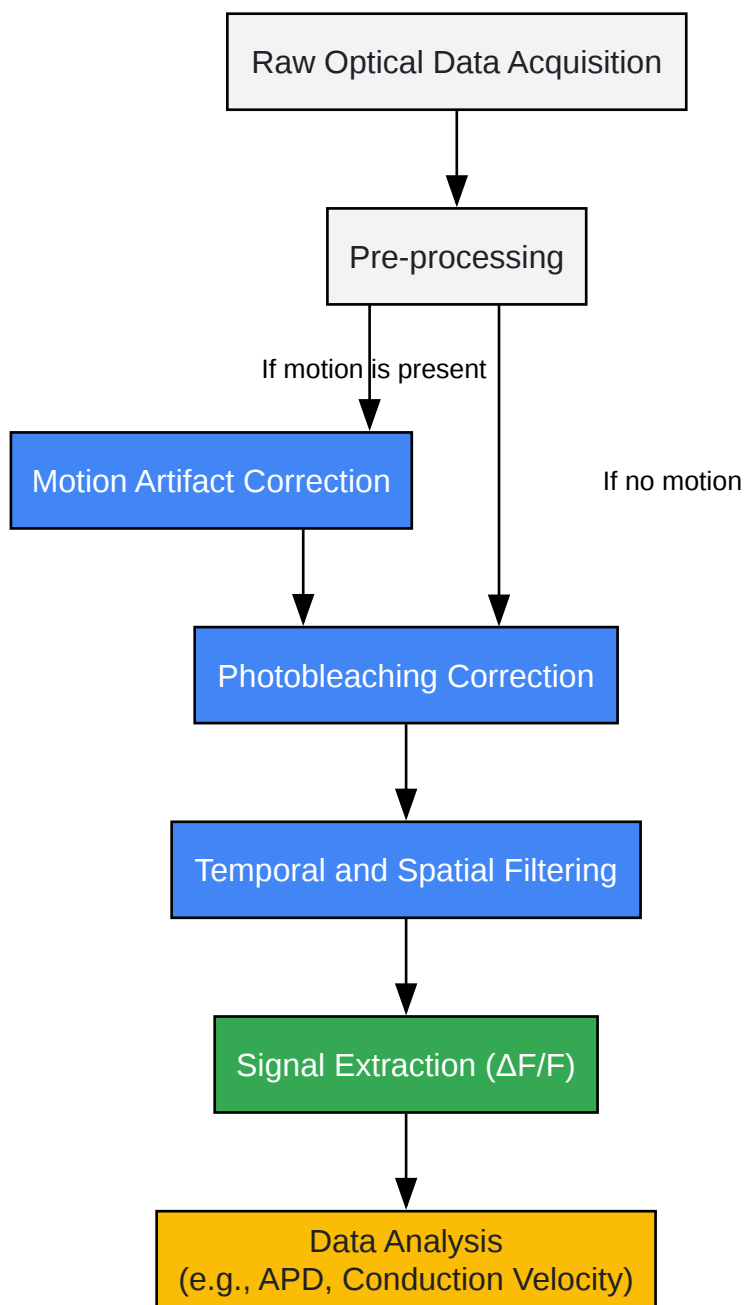 Raw Optical Data Acquisition
Pre-processing
If motion is present
Motion Artifact Correction
If no motion
Photobleaching Correction
Temporal and Spatial Filtering
Signal Extraction (ΔF/F)
Data Analysis
(e.g., APD, Conduction Velocity)